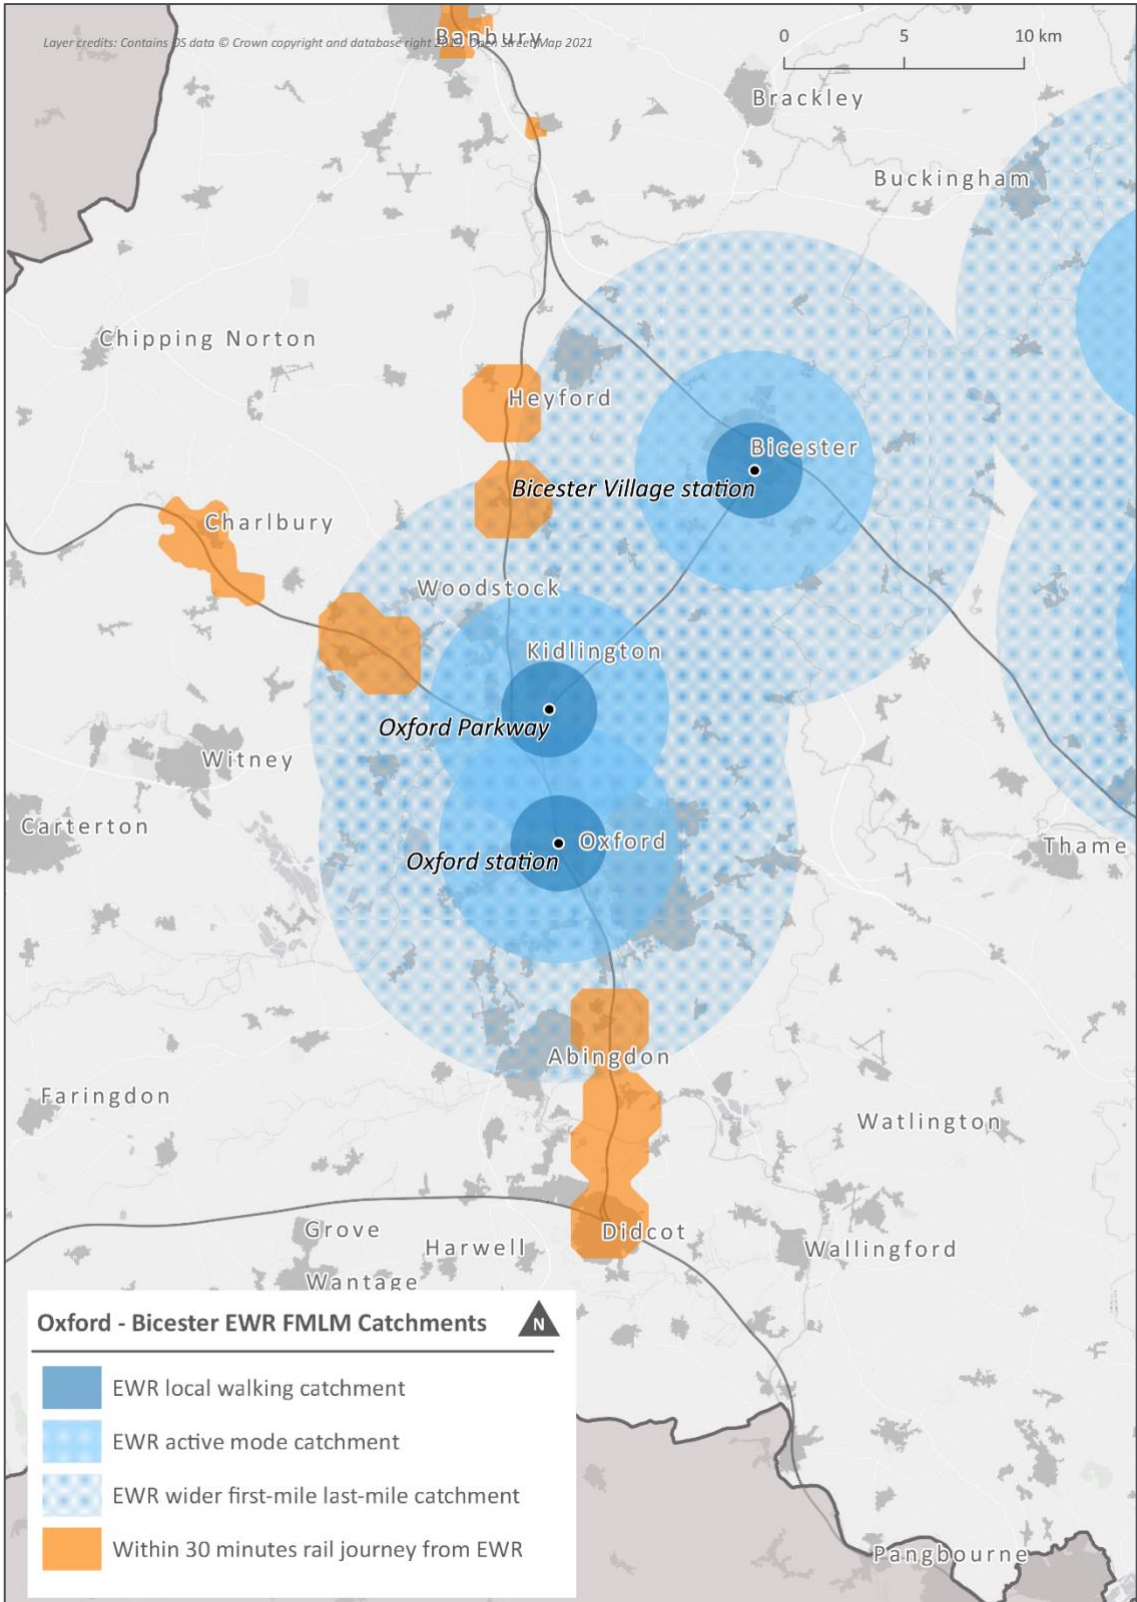 Banbury
Layer credits: Contains OS data © Crown copyright and database right 2019, Open Street Map 2021
0 5 10 km
Brackley
Buckingham
Chipping Norton
Heyford
Bicester
Bicester Village station
Charlbury
Woodstock
Kidlington
Oxford Parkway
Witney
Carterton
Oxford
Thame
Oxford station
Abingdon
Faringdon
Watlington
Grove
Didcot
Harwell
Wallingford
Wantage
Oxford - Bicester EWR FMLM Catchments
N
EWR local walking catchment
EWR active mode catchment
EWR wider first-mile last-mile catchment
Within 30 minutes rail journey from EWR
Pangbourne